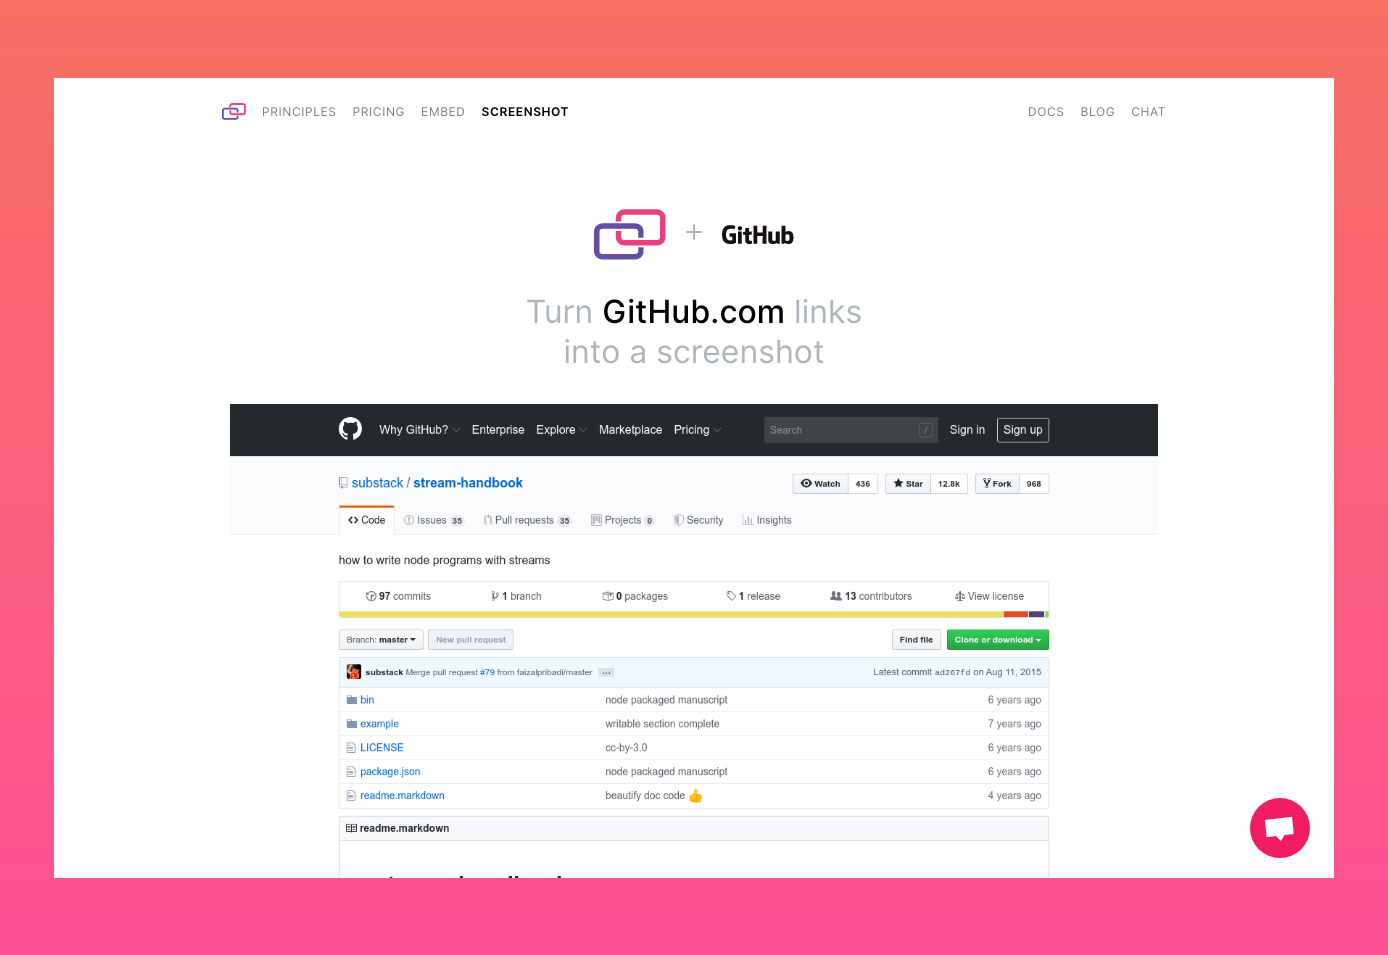 PRINCIPLES PRICING EMBED SCREENSHOT DOCS BLOG CHAT
+ GitHub
Turn GitHub.com links
into a screenshot
Why GitHub? Enterprise Explore Marketplace Pricing Search / Sign in Sign up
substack / stream-handbook Watch 436 Star 12.8k Fork 968
Code Issues 35 Pull requests 35 Projects 0 Security Insights
how to write node programs with streams
97 commits 1 branch 0 packages 1 release 13 contributors View license
Branch: master New pull request Find file Clone or download
substack Merge pull request #79 from faizalpribadi/master ... Latest commit ad267fd on Aug 11, 2015
bin node packaged manuscript 6 years ago
example writable section complete 7 years ago
LICENSE cc-by-3.0 6 years ago
package.json node packaged manuscript 6 years ago
readme.markdown beautify doc code 👍 4 years ago
readme.markdown